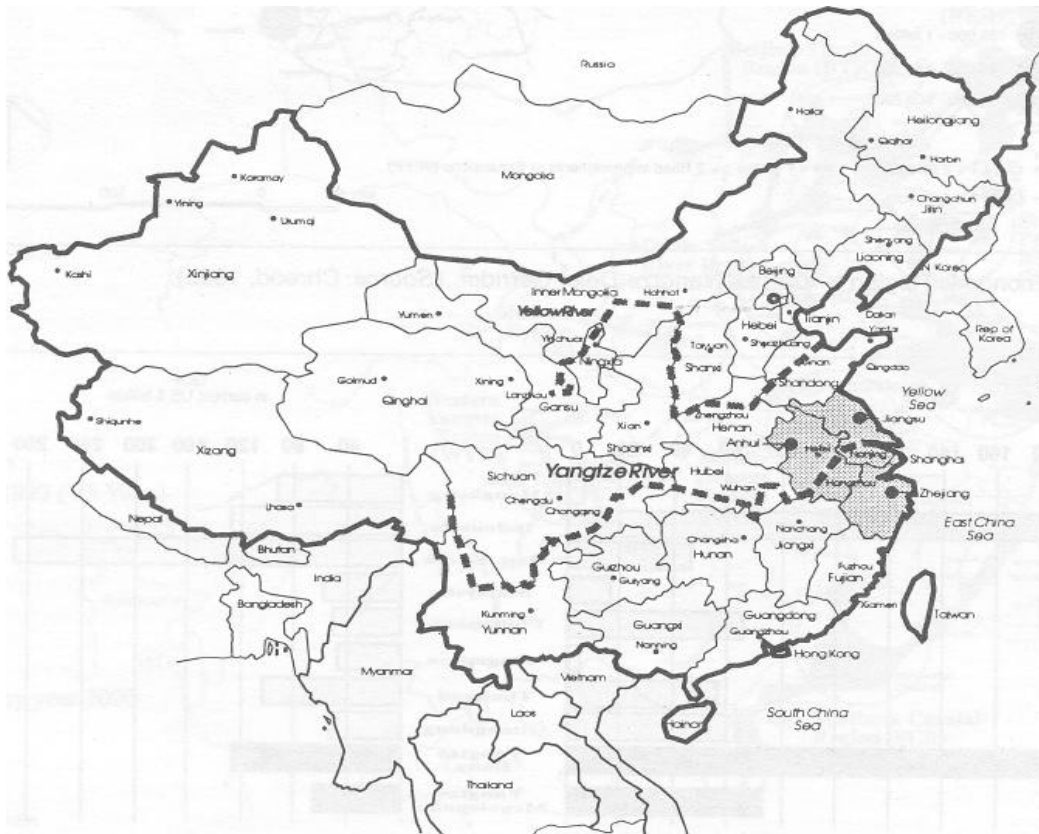 Russia
Hailar
Heilongjiang
Qiqihar
Harbin
Mongolia
Karamay
Yining
Urumqi
Changchun
Jilin
Shenyang
Liaoning
Kashi
Xinjiang
Beijing
N Korea
Inner Mongolia
Hohhot
Yellow River
Yumen
Tianjin
Dalian
Hebei
Yantai
Rep of
Korea
Yinchuan
Taiyuan
Shijiazhuang
Ningxia
Jinan
Golmud
Xining
Shanxi
Qingdao
Shandong
Qinghai
Lanzhou
Gansu
Yellow
Sea
Zhengzhou
Henan
Jiangsu
Shiqunhe
Xian
Shaanxi
Anhui
Hefei
Nanjing
Shanghai
Xizang
Sichuan
Yangtze River
Hubei
Wuhan
Hangzhou
Zhejiang
Chengdu
Chongqing
Lhasa
Nepal
Nanchang
Jiangxi
East China
Sea
Changsha
Hunan
Bhutan
Guizhou
Guiyang
Fuzhou
Fujian
India
Bangladesh
Kunming
Yunnan
Guangxi
Guangdong
Guangzhou
Xiamen
Taiwan
Nanning
Hong Kong
Myanmar
Vietnam
Laos
Hainan
South China
Sea
Thailand